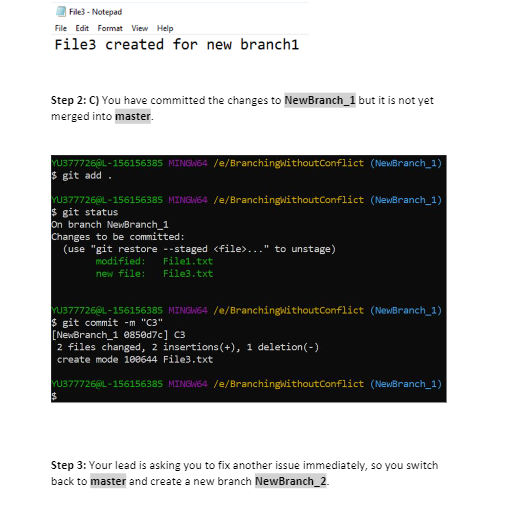 File3 - Notepad
File Edit Format View Help
File3 created for new branch1
Step 2: C) You have committed the changes to NewBranch_1 but it is not yet
merged into master.
YU377726@L-156156385 MINGW64 /e/BranchingWithoutConflict (NewBranch_1)
$ git add .
YU377726@L-156156385 MINGW64 /e/BranchingWithoutConflict (NewBranch_1)
$ git status
On branch NewBranch_1
Changes to be committed:
(use "git restore --staged <file>..." to unstage)
modified: File1.txt
new file: File3.txt
YU377726@L-156156385 MINGW64 /e/BranchingWithoutConflict (NewBranch_1)
$ git commit -m "C3"
[NewBranch_1 0850d7c] C3
2 files changed, 2 insertions(+), 1 deletion(-)
create mode 100644 File3.txt
YU377726@L-156156385 MINGW64 /e/BranchingWithoutConflict (NewBranch_1)
$
Step 3: Your lead is asking you to fix another issue immediately, so you switch
back to master and create a new branch NewBranch_2.